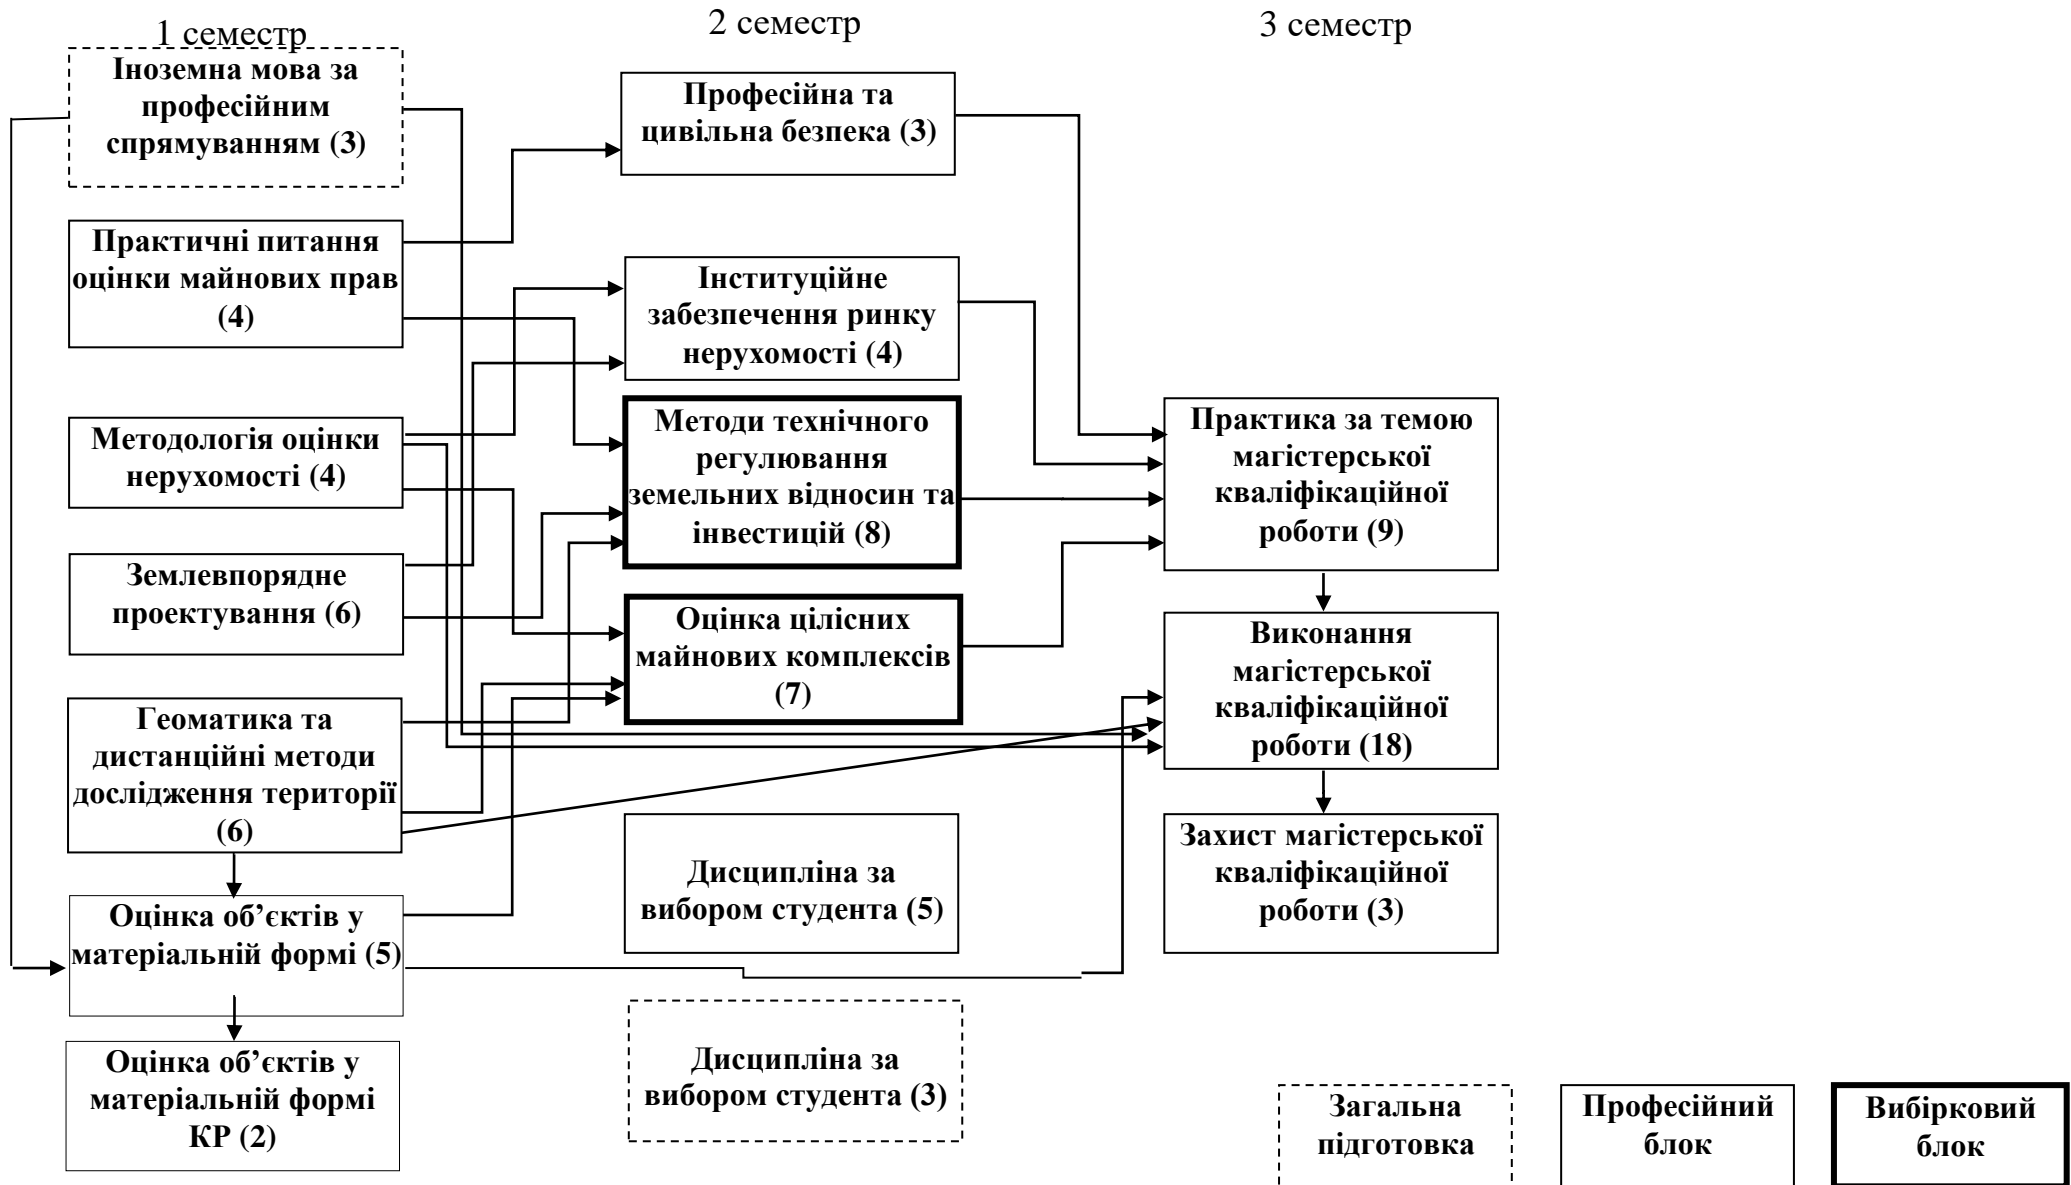 1 семестр
Іноземна мова за
професійним
спрямуванням (3)
Практичні питання
оцінки майнових прав
(4)
Методологія оцінки
нерухомості (4)
Землевпорядне
проектування (6)
Геоматика та
дистанційні методи
дослідження території
(6)
Оцінка об’єктів у
матеріальній формі (5)
Оцінка об’єктів у
матеріальній формі
КР (2)
2 семестр
Професійна та
цивільна безпека (3)
Інституційне
забезпечення ринку
нерухомості (4)
Методи технічного
регулювання
земельних відносин та
інвестицій (8)
Оцінка цілісних
майнових комплексів
(7)
Дисципліна за
вибором студента (5)
Дисципліна за
вибором студента (3)
3 семестр
Практика за темою
магістерської
кваліфікаційної
роботи (9)
Виконання
магістерської
кваліфікаційної
роботи (18)
Захист магістерської
кваліфікаційної
роботи (3)
Загальна
підготовка
Професійний
блок
Вибірковий
блок